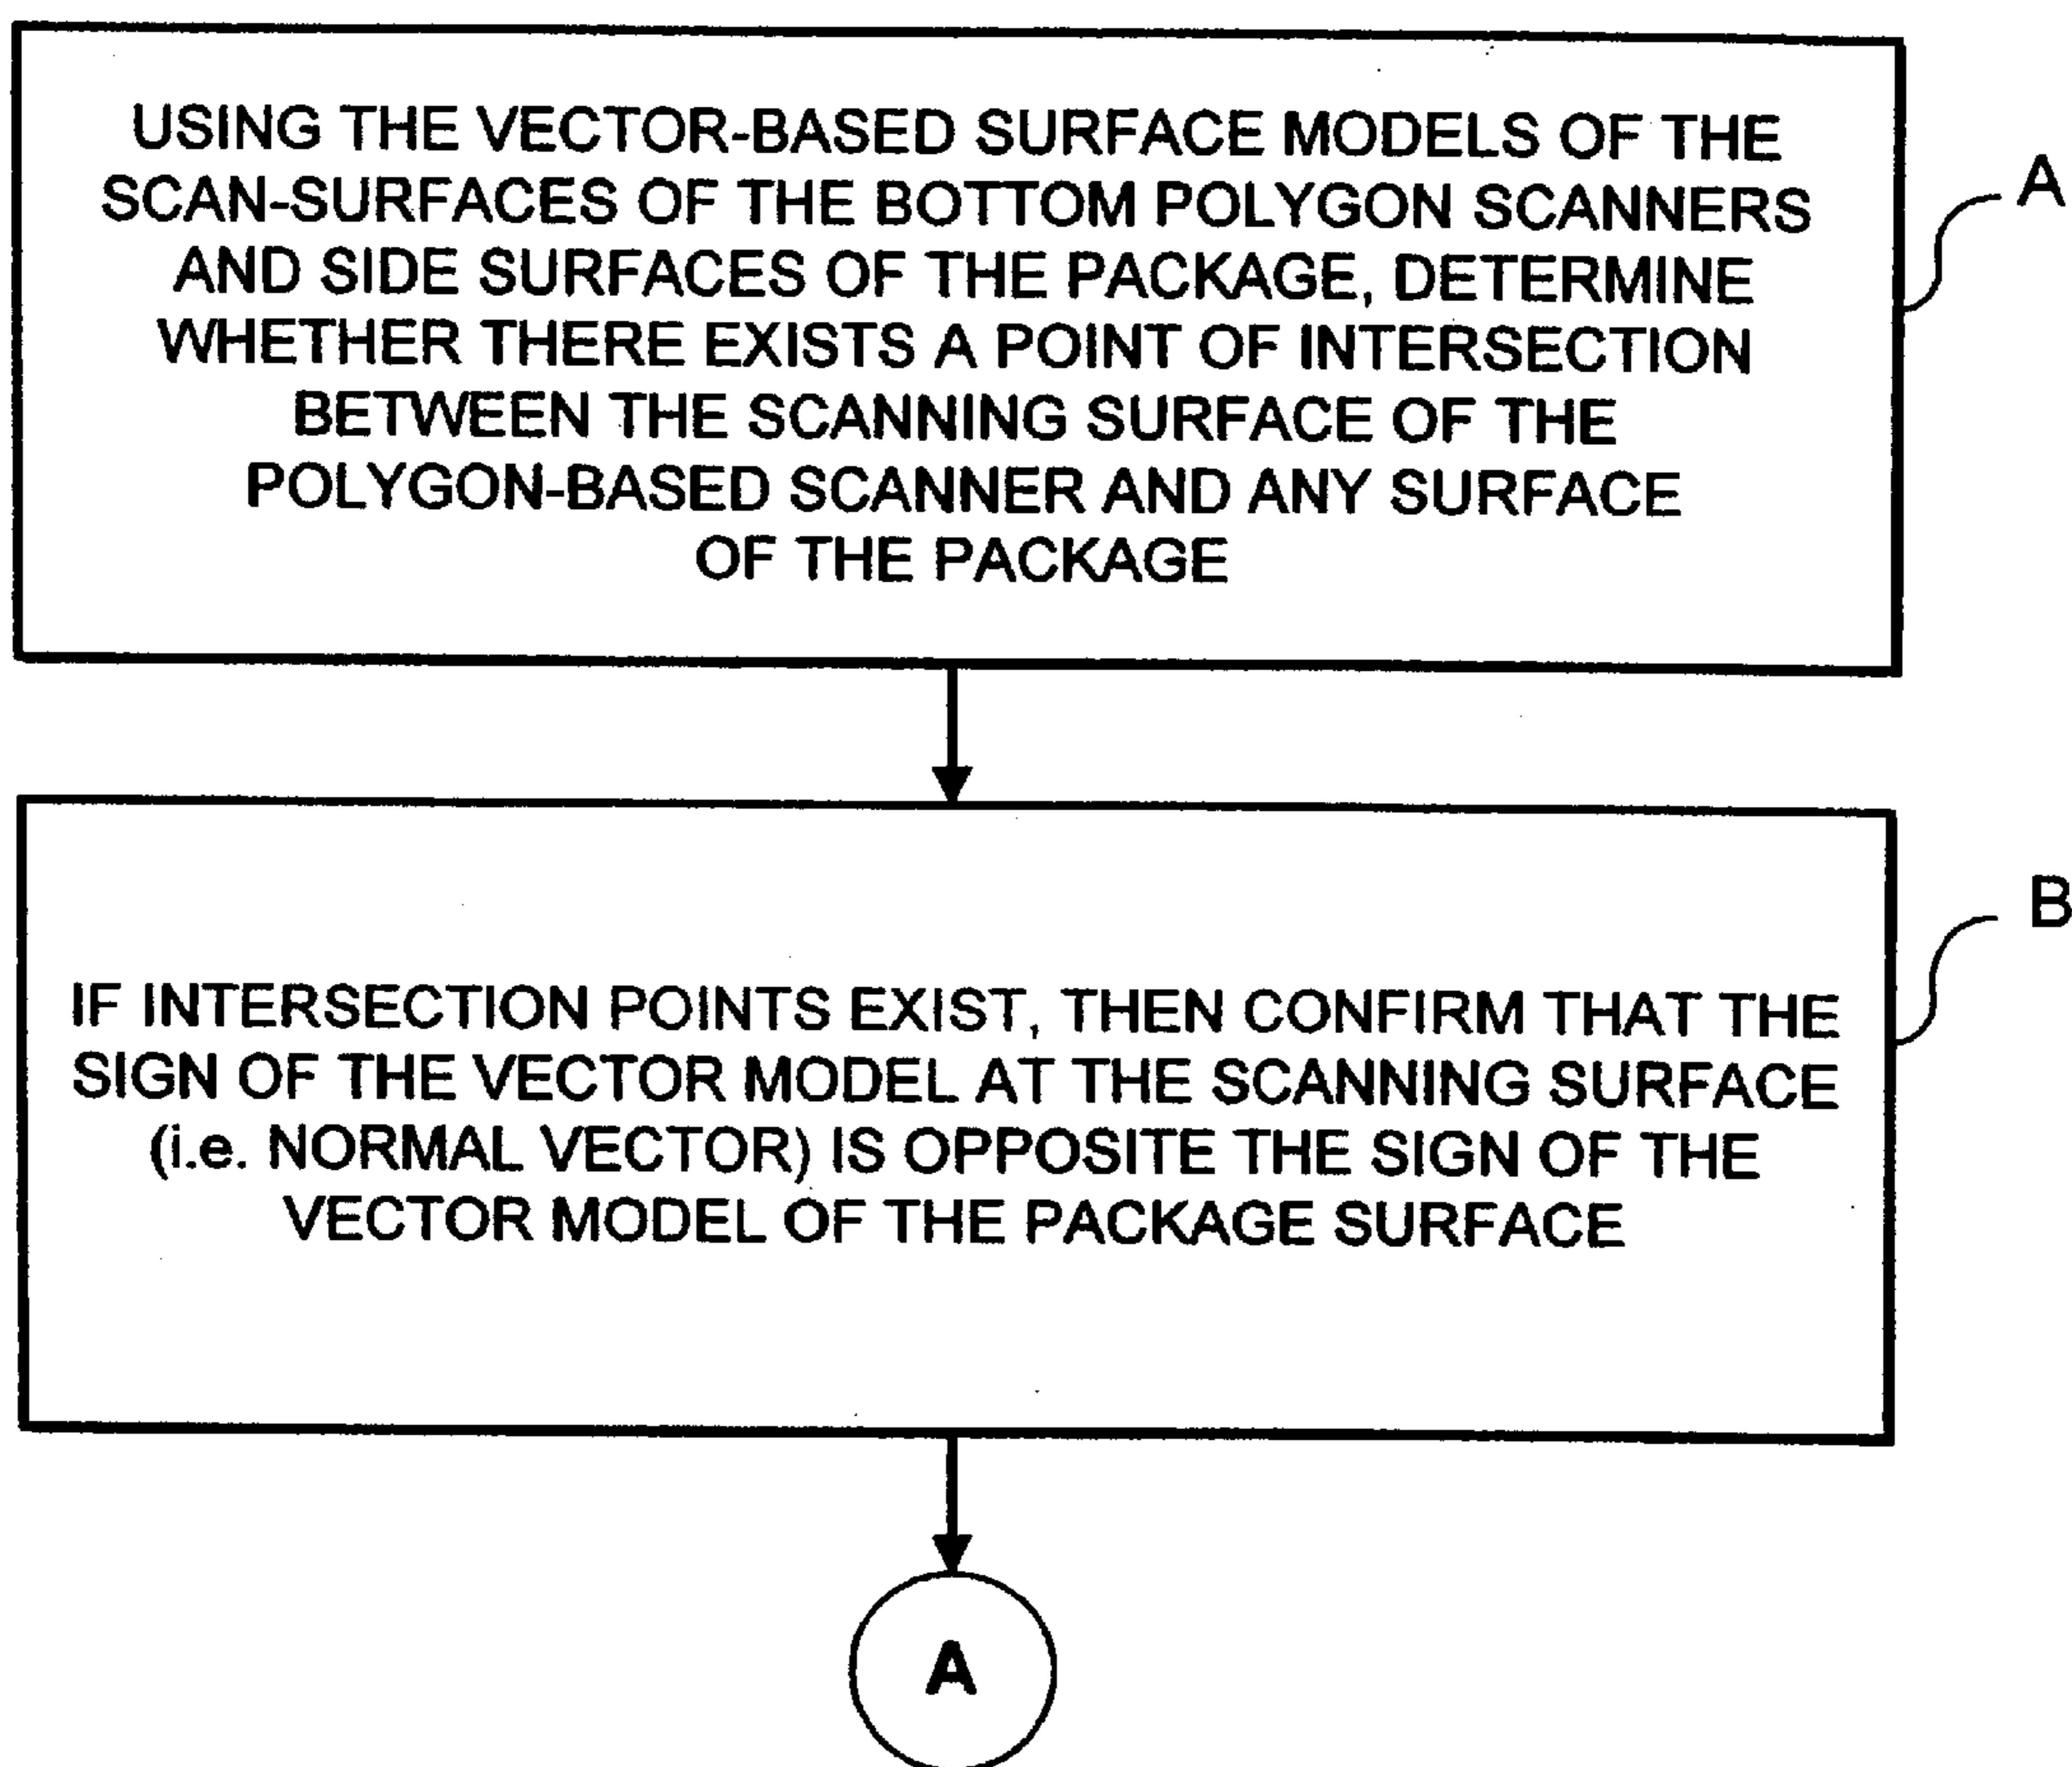 USING THE VECTOR-BASED SURFACE MODELS OF THE
SCAN-SURFACES OF THE BOTTOM POLYGON SCANNERS
AND SIDE SURFACES OF THE PACKAGE, DETERMINE
WHETHER THERE EXISTS A POINT OF INTERSECTION
BETWEEN THE SCANNING SURFACE OF THE
POLYGON-BASED SCANNER AND ANY SURFACE
OF THE PACKAGE
A
IF INTERSECTION POINTS EXIST, THEN CONFIRM THAT THE
SIGN OF THE VECTOR MODEL AT THE SCANNING SURFACE
(i.e. NORMAL VECTOR) IS OPPOSITE THE SIGN OF THE
VECTOR MODEL OF THE PACKAGE SURFACE
B
A